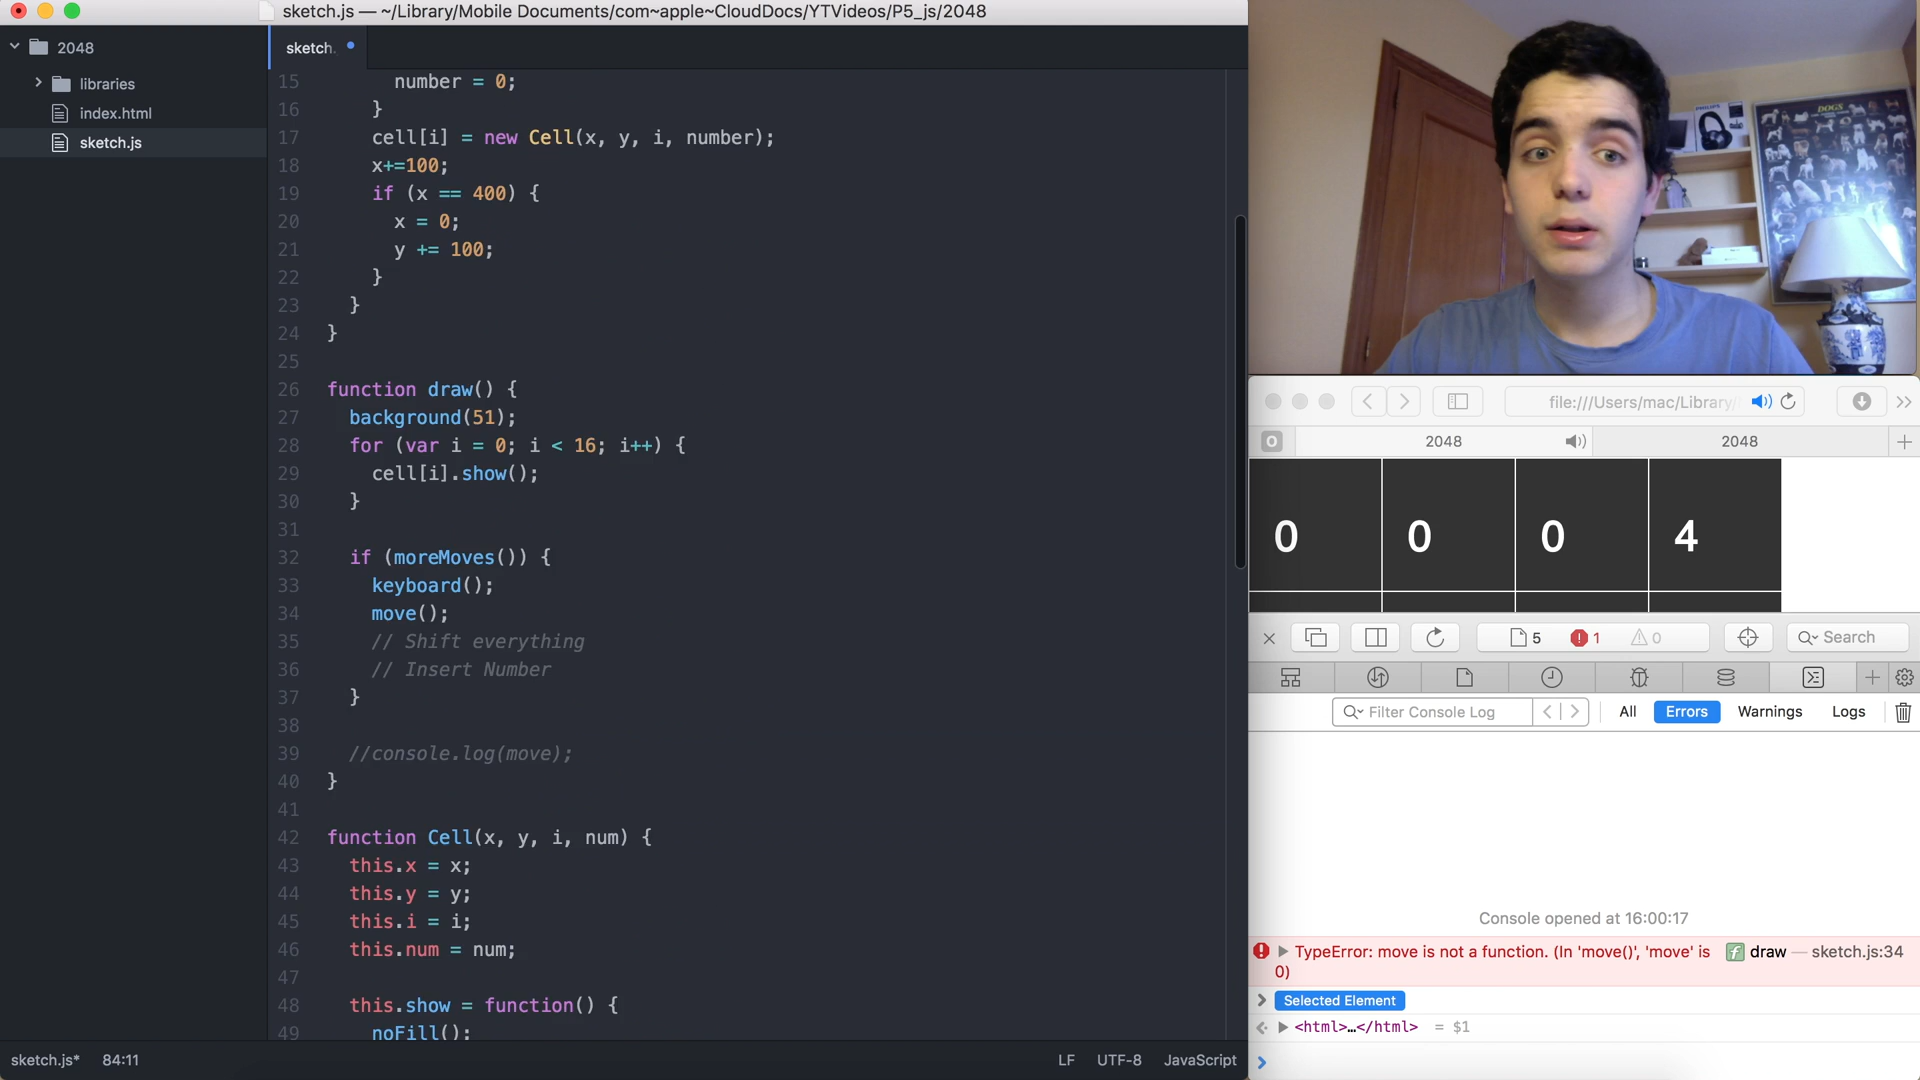 sketch.js — ~/Library/Mobile Documents/com~apple~CloudDocs/YTVideos/P5_js/2048
2048
libraries
index.html
sketch.js
sketch.
15 number = 0;
16 }
17 cell[i] = new Cell(x, y, i, number);
18 x+=100;
19 if (x == 400) {
20 x = 0;
21 y += 100;
22 }
23 }
24 }
25
26 function draw() {
27 background(51);
28 for (var i = 0; i < 16; i++) {
29 cell[i].show();
30 }
31
32 if (moreMoves()) {
33 keyboard();
34 move();
35 // Shift everything
36 // Insert Number
37 }
38
39 //console.log(move);
40 }
41
42 function Cell(x, y, i, num) {
43 this.x = x;
44 this.y = y;
45 this.i = i;
46 this.num = num;
47
48 this.show = function() {
49 noFill();
sketch.js* 84:11
LF UTF-8 JavaScript
PHILIPS
DOGS
file:///Users/mac/Library/
O 2048 2048
0 0 0 4
5 1 0 Search
Filter Console Log All Errors Warnings Logs
Console opened at 16:00:17
TypeError: move is not a function. (In 'move()', 'move' is f draw — sketch.js:34
0)
Selected Element
<html>…</html> = $1